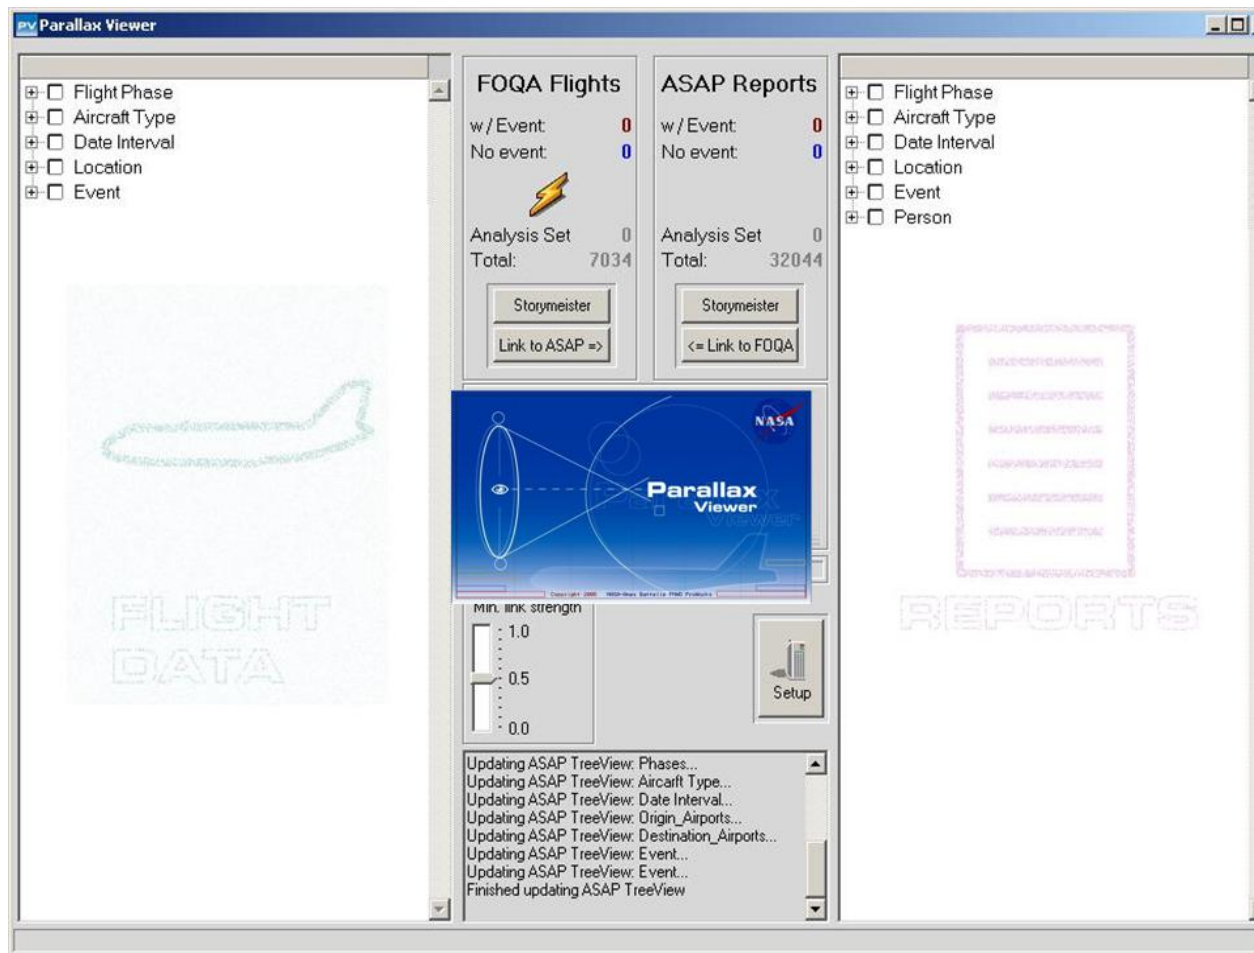 PV Parallax Viewer
Flight Phase
Aircraft Type
Date Interval
Location
Event
FLIGHT
DATA
FOQA Flights
w/Event: 0
No event: 0
Analysis Set 0
Total: 7034
Storymeister
Link to ASAP =>
ASAP Reports
w/Event: 0
No event: 0
Analysis Set 0
Total: 32044
Storymeister
<= Link to FOQA
NASA
Parallax
Viewer
Parallax
Viewer
Min. link strength
1.0
0.5
0.0
Setup
Updating ASAP TreeView: Phases...
Updating ASAP TreeView: Aircarft Type...
Updating ASAP TreeView: Date Interval...
Updating ASAP TreeView: Origin_Airports...
Updating ASAP TreeView: Destination_Airports...
Updating ASAP TreeView: Event...
Updating ASAP TreeView: Event...
Finished updating ASAP TreeView
Flight Phase
Aircraft Type
Date Interval
Location
Event
Person
REPORTS